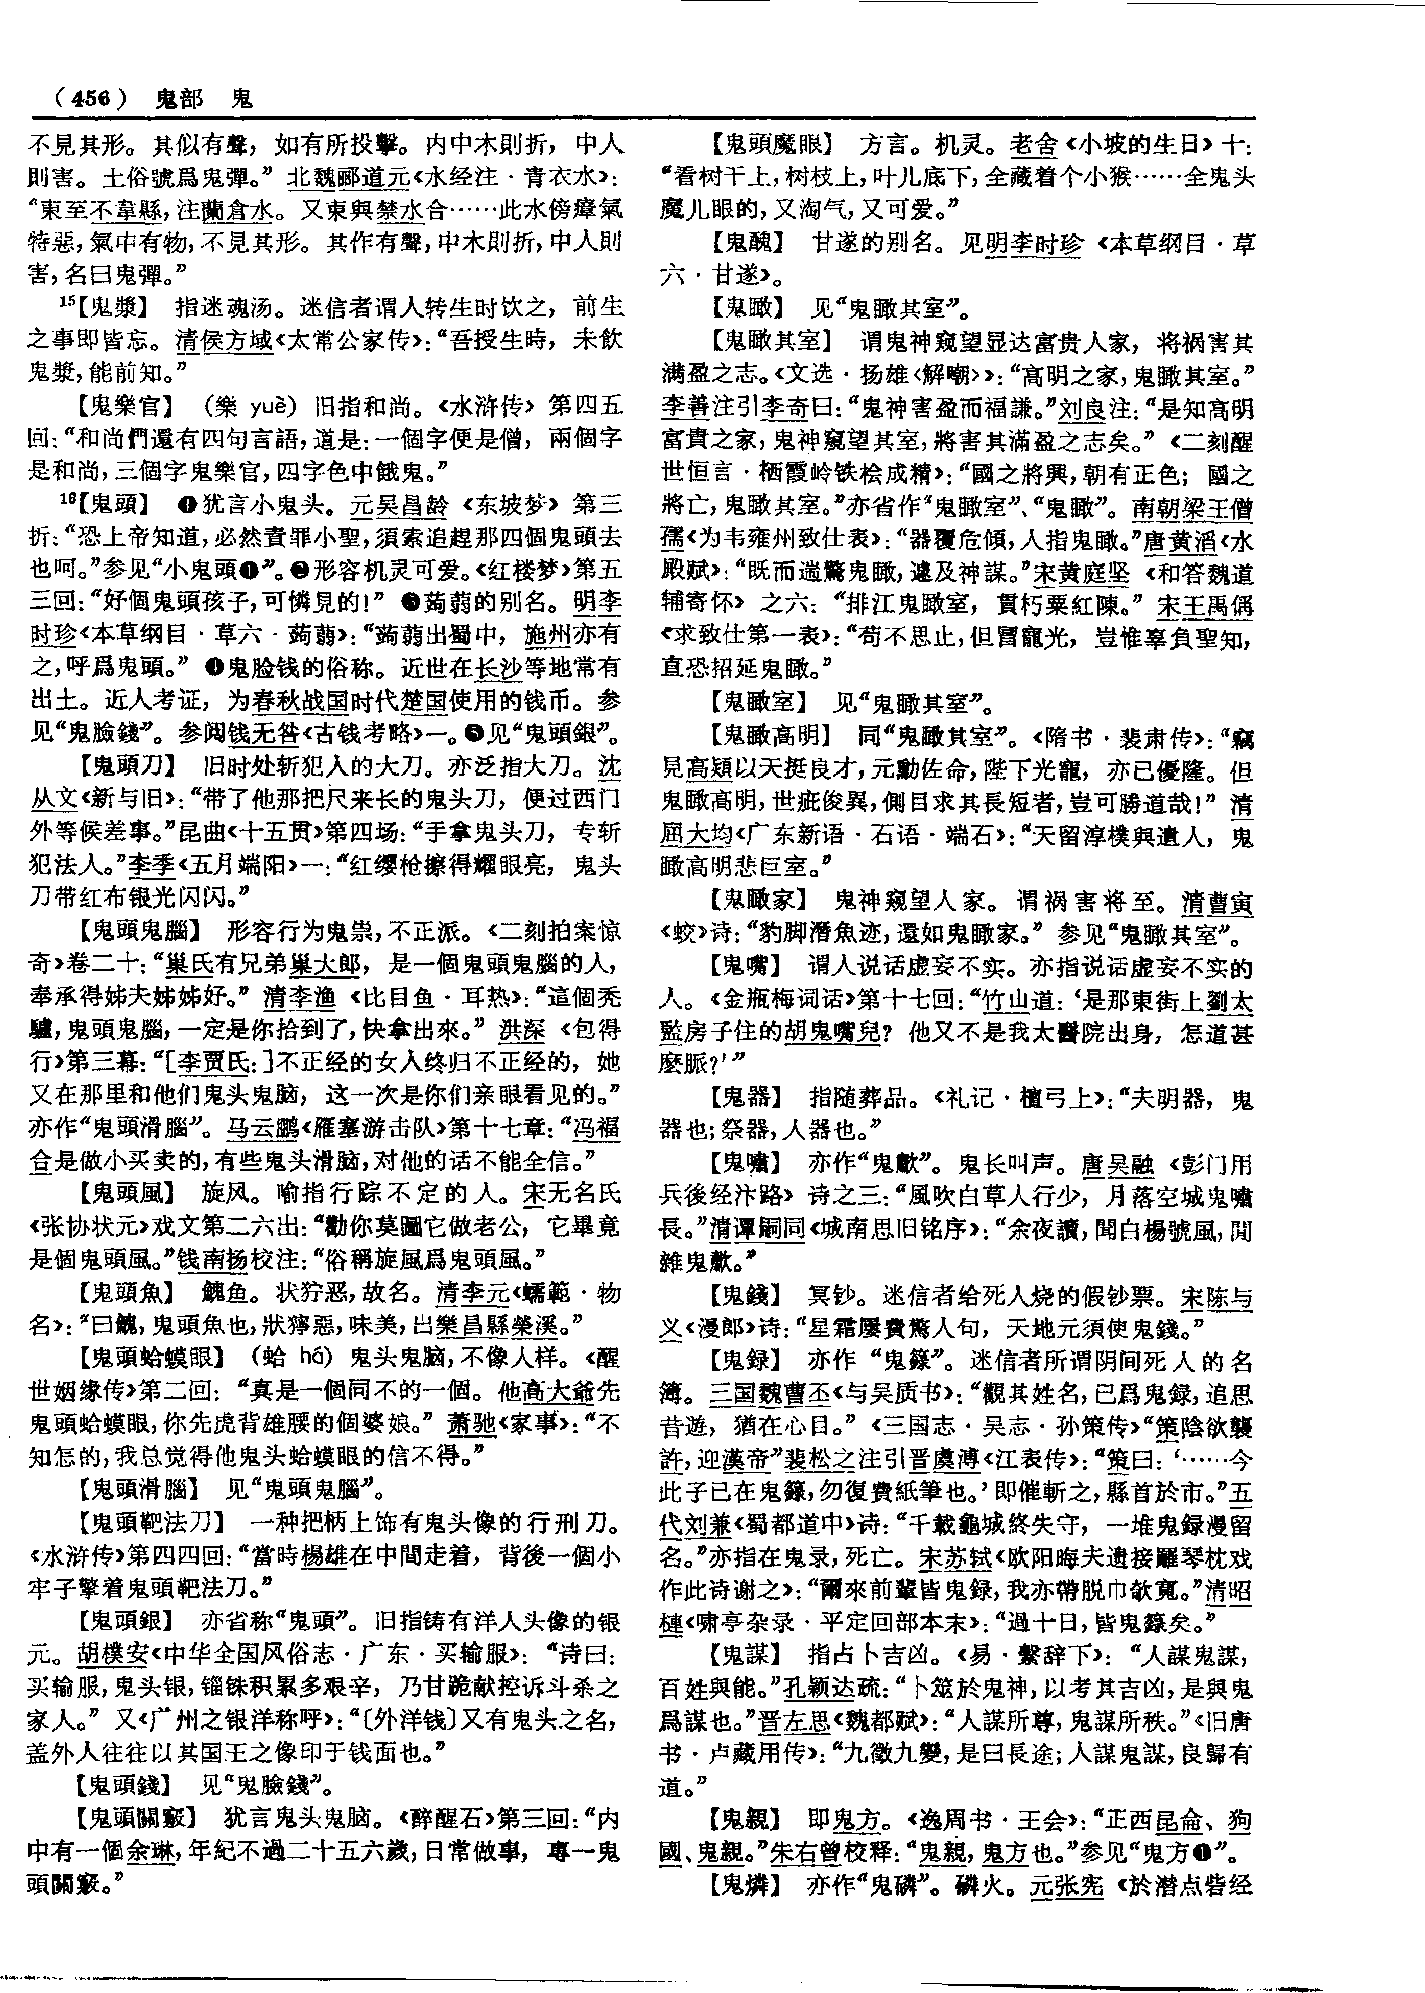 （456） 鬼部 鬼
不見其形。其似有聲，如有所投擊。内中木則折，中人
則害。土俗號爲鬼彈。”北魏郦道元《水经注·青衣水》：
“東至不韋縣，注蘭倉水。又東與禁水合……此水傍瘴氣
特惡，氣中有物，不見其形。其作有聲，中木則折，中人則
害，名曰鬼彈。”
15【鬼漿】 指迷魂汤。迷信者谓人转生时饮之，前生
之事即皆忘。清侯方域《太常公家传》：“吾授生時，未飲
鬼漿，能前知。”
【鬼樂官】 （樂 yuè）旧指和尚。《水浒传》第四五
回：“和尚們還有四句言語，道是：一個字便是僧，兩個字
是和尚，三個字鬼樂官，四字色中餓鬼。”
16【鬼頭】 ❶犹言小鬼头。元吴昌龄《东坡梦》第三
折：“恐上帝知道，必然責罪小聖，須索追趕那四個鬼頭去
也呵。”参见“小鬼頭❶”。❷形容机灵可爱。《红楼梦》第五
三回：“好個鬼頭孩子，可憐見的！”❸蒟蒻的别名。明李
时珍《本草纲目·草六·蒟蒻》：“蒟蒻出蜀中，施州亦有
之，呼爲鬼頭。”❹鬼脸钱的俗称。近世在长沙等地常有
出土。近人考证，为春秋战国时代楚国使用的钱币。参
见“鬼臉錢”。参阅钱无咎《古钱考略》一。❺见“鬼頭銀”。
【鬼頭刀】 旧时处斩犯人的大刀。亦泛指大刀。沈
从文《新与旧》：“带了他那把尺来长的鬼头刀，便过西门
外等候差事。”昆曲《十五贯》第四场：“手拿鬼头刀，专斩
犯法人。”李季《五月端阳》一：“红缨枪擦得耀眼亮，鬼头
刀带红布银光闪闪。”
【鬼頭鬼腦】 形容行为鬼祟，不正派。《二刻拍案惊
奇》卷二十：“巢氏有兄弟巢大郎，是一個鬼頭鬼腦的人，
奉承得姊夫姊姊好。”清李渔《比目鱼·耳热》：“這個秃
驢，鬼頭鬼腦，一定是你拾到了，快拿出來。”洪深《包得
行》第三幕：“［李贾氏：］不正经的女人终归不正经的，她
又在那里和他们鬼头鬼脑，这一次是你们亲眼看见的。”
亦作“鬼頭滑腦”。马云鹏《雁塞游击队》第十七章：“冯福
合是做小买卖的，有些鬼头滑脑，对他的话不能全信。”
【鬼頭風】 旋风。喻指行踪不定的人。宋无名氏
《张协状元》戏文第二六出：“勸你莫圖它做老公，它畢竟
是個鬼頭風。”钱南扬校注：“俗稱旋風爲鬼頭風。”
【鬼頭魚】 鰁鱼。状狞恶，故名。清李元《蠕範·物
名》：“曰鰁，鬼頭魚也，狀獰惡，味美，出樂昌縣榮溪。”
【鬼頭蛤蟆眼】 （蛤 há）鬼头鬼脑，不像人样。《醒
世姻缘传》第二回：“真是一個同不的一個。他高大爺先
鬼頭蛤蟆眼，你先虎背雄腰的個婆娘。”萧驰《家事》：“不
知怎的，我总觉得他鬼头蛤蟆眼的信不得。”
【鬼頭滑腦】 见“鬼頭鬼腦”。
【鬼頭靶法刀】 一种把柄上饰有鬼头像的行刑刀。
《水浒传》第四四回：“當時楊雄在中間走着，背後一個小
牢子擎着鬼頭靶法刀。”
【鬼頭銀】 亦省称“鬼頭”。旧指铸有洋人头像的银
元。胡樸安《中华全国风俗志·广东·买输服》：“诗曰：
买输服，鬼头银，锱铢积累多艰辛，乃甘跪献控诉斗杀之
家人。”又《广州之银洋称呼》：“〔外洋钱〕又有鬼头之名，
盖外人往往以其国王之像印于钱面也。”
【鬼頭錢】 见“鬼臉錢”。
【鬼頭關竅】 犹言鬼头鬼脑。《醉醒石》第三回：“内
中有一個余琳，年紀不過二十五六歲，日常做事，專一鬼
頭關竅。”
【鬼頭魔眼】 方言。机灵。老舍《小坡的生日》十：
“看树干上，树枝上，叶儿底下，全藏着个小猴……全鬼头
魔儿眼的，又淘气，又可爱。”
【鬼醜】 甘遂的别名。见明李时珍《本草纲目·草
六·甘遂》。
【鬼瞰】 见“鬼瞰其室”。
【鬼瞰其室】 谓鬼神窥望显达富贵人家，将祸害其
满盈之志。《文选·扬雄〈解嘲〉》：“高明之家，鬼瞰其室。”
李善注引李奇曰：“鬼神害盈而福謙。”刘良注：“是知高明
富貴之家，鬼神窺望其室，將害其滿盈之志矣。”《二刻醒
世恒言·栖霞岭铁桧成精》：“國之將興，朝有正色；國之
將亡，鬼瞰其室。”亦省作“鬼瞰室”、“鬼瞰”。南朝梁王僧
孺《为韦雍州致仕表》：“器覆危傾，人指鬼瞰。”唐黄滔《水
殿赋》：“既而遄驚鬼瞰，遽及神謀。”宋黄庭坚《和答魏道
辅寄怀》之六：“排江鬼瞰室，貫朽粟紅陳。”宋王禹偁
《求致仕第一表》：“苟不思止，但冒寵光，豈惟辜負聖知，
直恐招延鬼瞰。”
【鬼瞰室】 见“鬼瞰其室”。
【鬼瞰高明】 同“鬼瞰其室”。《隋书·裴肃传》：“竊
見高熲以天挺良才，元勳佐命，陛下光寵，亦已優隆。但
鬼瞰高明，世疵俊異，側目求其長短者，豈可勝道哉！”清
屈大均《广东新语·石语·端石》：“天留淳樸與遺人，鬼
瞰高明悲巨室。”
【鬼瞰家】 鬼神窥望人家。谓祸害将至。清曹寅
《蛟》诗：“豹脚潛魚迹，還如鬼瞰家。”参见“鬼瞰其室”。
【鬼嘴】 谓人说话虚妄不实。亦指说话虚妄不实的
人。《金瓶梅词话》第十七回：“竹山道：‘是那東街上劉太
監房子住的胡鬼嘴兒？他又不是我太醫院出身，怎道甚
麽脈？’”
【鬼器】 指随葬品。《礼记·檀弓上》：“夫明器，鬼
器也；祭器，人器也。”
【鬼嘯】 亦作“鬼歗”。鬼长叫声。唐吴融《彭门用
兵後经汴路》诗之三：“風吹白草人行少，月落空城鬼嘯
長。”清谭嗣同《城南思旧铭序》：“余夜讀，聞白楊號風，間
雜鬼歗。”
【鬼錢】 冥钞。迷信者给死人烧的假钞票。宋陈与
义《漫郎》诗：“星霜屢費驚人句，天地元須使鬼錢。”
【鬼録】 亦作“鬼籙”。迷信者所谓阴间死人的名
簿。三国魏曹丕《与吴质书》：“觀其姓名，已爲鬼録，追思
昔遊，猶在心目。”《三国志·吴志·孙策传》“策陰欲襲
許，迎漢帝”裴松之注引晋虞溥《江表传》：“策曰：‘……今
此子已在鬼籙，勿復費紙筆也。’即催斬之，縣首於市。”五
代刘兼《蜀都道中》诗：“千載龜城終失守，一堆鬼録漫留
名。”亦指在鬼录，死亡。宋苏轼《欧阳晦夫遗接䍦琴枕戏
作此诗谢之》：“爾來前輩皆鬼録，我亦帶脱巾欹寬。”清昭
槤《啸亭杂录·平定回部本末》：“過十日，皆鬼籙矣。”
【鬼謀】 指占卜吉凶。《易·繫辞下》：“人謀鬼謀，
百姓與能。”孔颖达疏：“卜筮於鬼神，以考其吉凶，是與鬼
爲謀也。”晋左思《魏都赋》：“人謀所尊，鬼謀所秩。”《旧唐
书·卢藏用传》：“九徵九變，是曰長途；人謀鬼謀，良歸有
道。”
【鬼親】 即鬼方。《逸周书·王会》：“正西昆侖、狗
國、鬼親。”朱右曾校释：“鬼親，鬼方也。”参见“鬼方❶”。
【鬼憐】 亦作“鬼磷”。磷火。元张宪《於潜点砦经